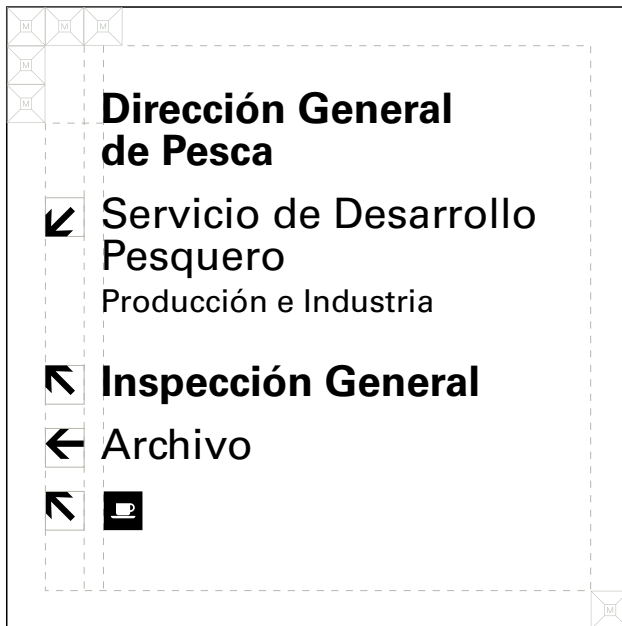 M M M
M
M
Dirección General
de Pesca
Servicio de Desarrollo
Pesquero
Producción e Industria
Inspección General
Archivo
M